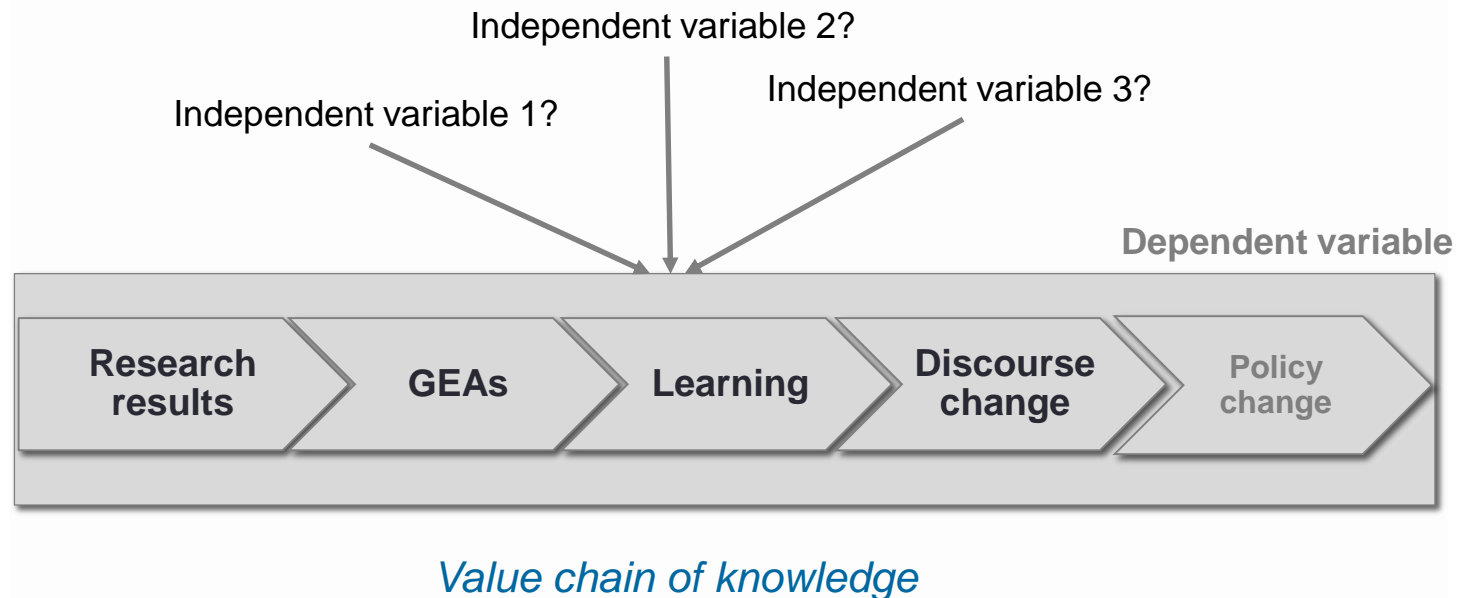 Independent variable 2?
Independent variable 3?
Independent variable 1?
Dependent variable
Research
results
GEAs
Learning
Discourse
change
Policy
change
Value chain of knowledge